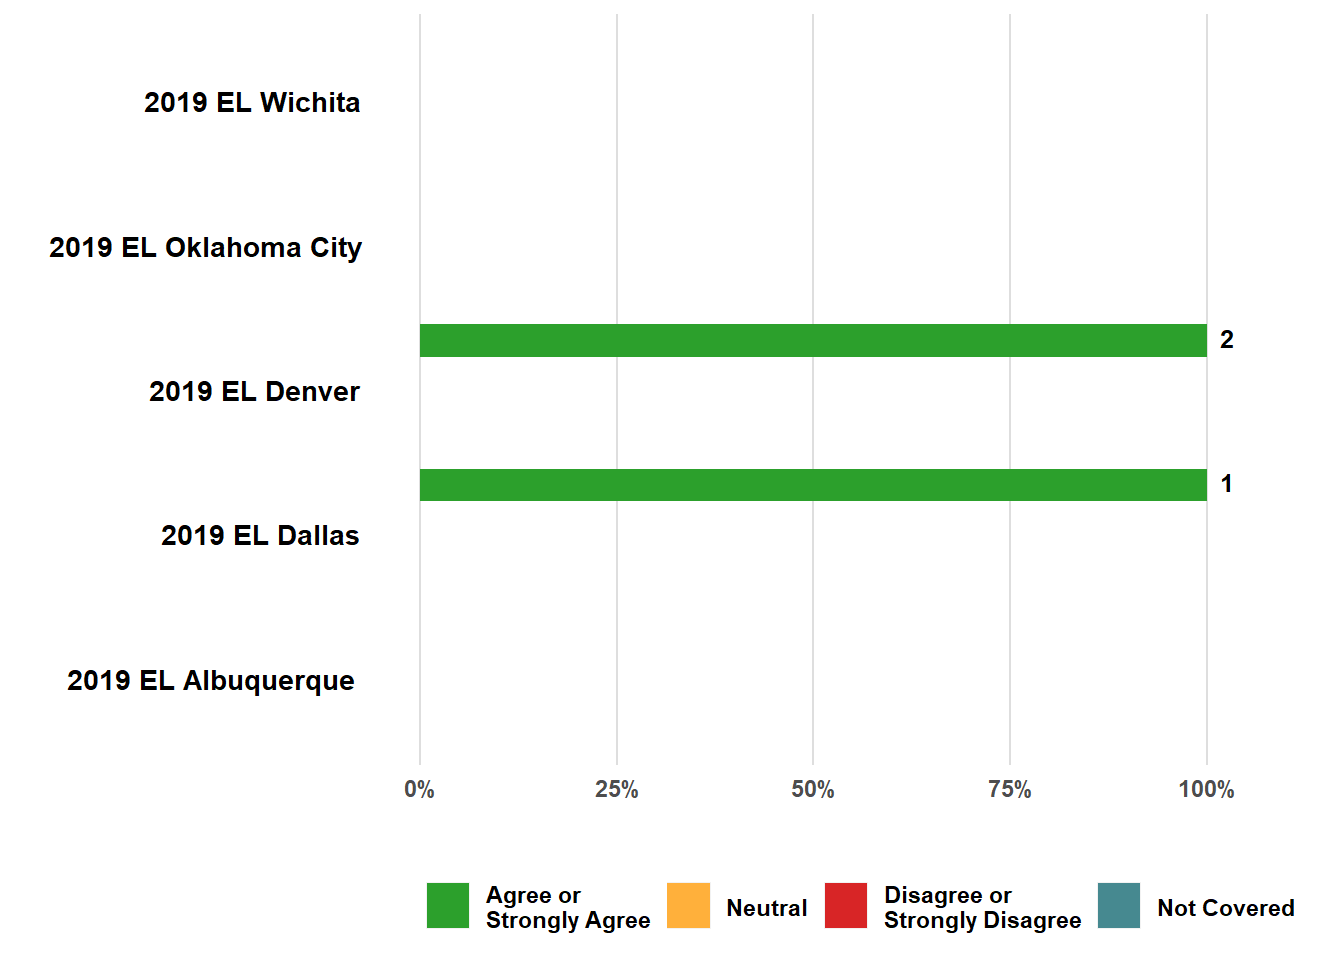 2019 EL Wichita
2019 EL Oklahoma City
2
2019 EL Denver
1
2019 EL Dallas
2019 EL Albuquerque
0%
25%
50%
75%
100%
Agree or
Strongly Agree
Neutral
Disagree or
Strongly Disagree
Not Covered